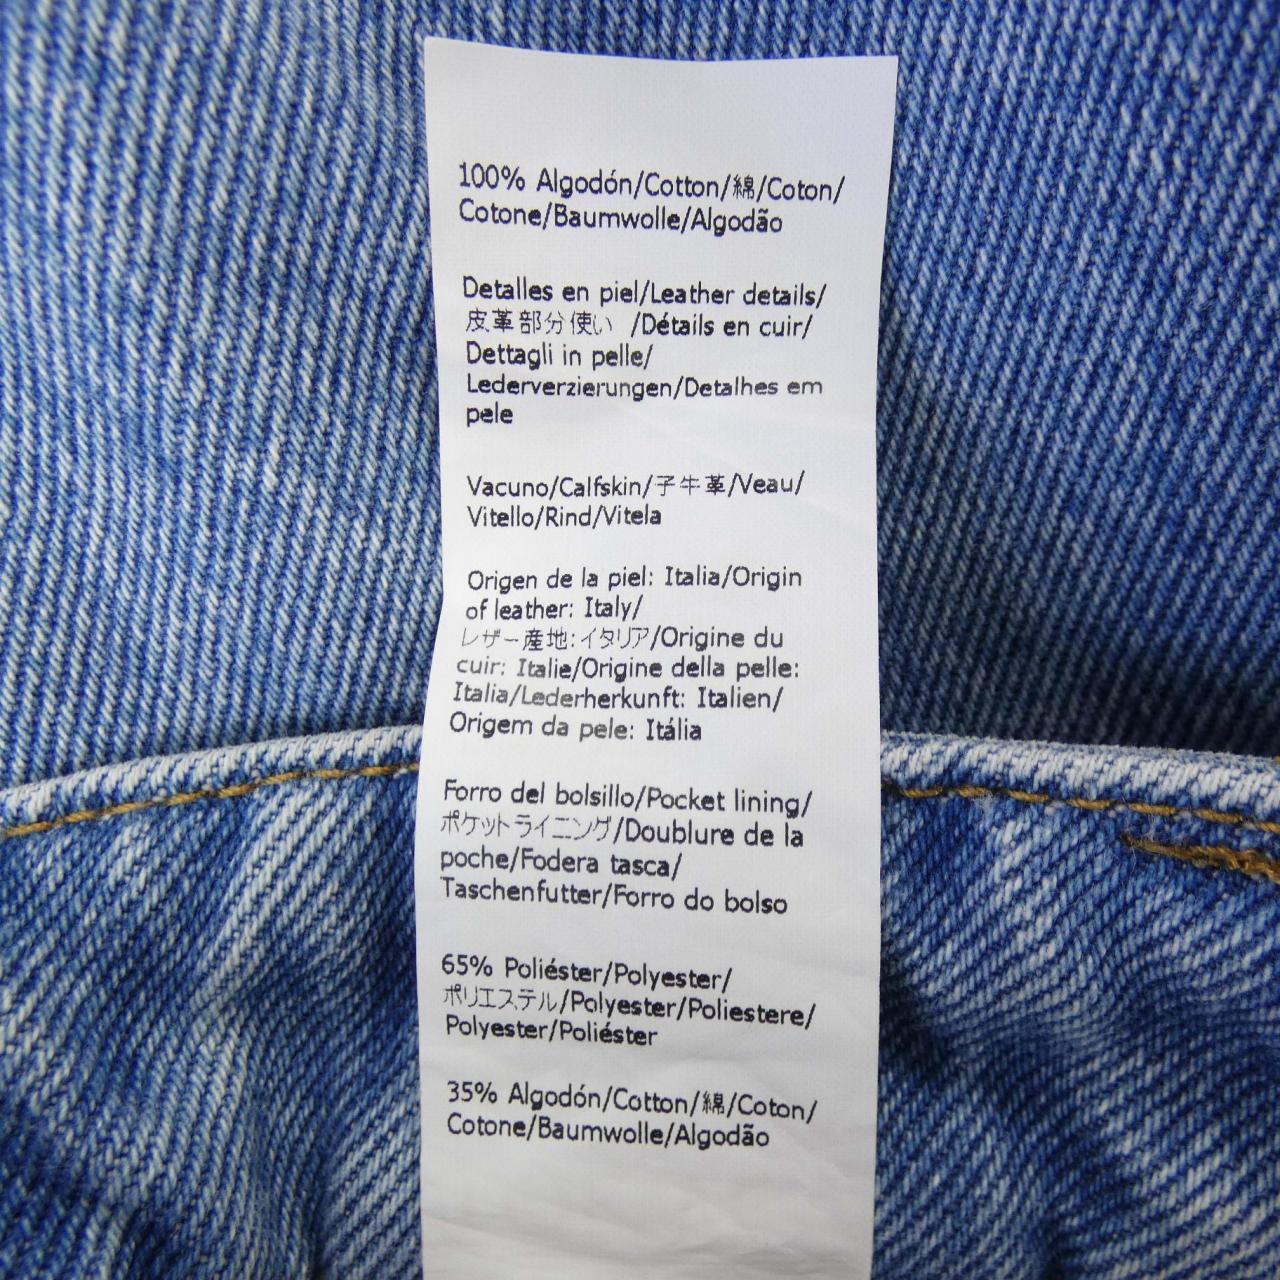 100% Algodón/Cotton/綿/Coton/
Cotone/Baumwolle/Algodão
Detalles en piel/Leather details/
皮革部分使い /Détails en cuir/
Dettagli in pelle/
Lederverzierungen/Detalhes em
pele
Vacuno/Calfskin/子牛革/Veau/
Vitello/Rind/Vitela
Origen de la piel: Italia/Origin
of leather: Italy/
レザー産地:イタリア/Origine du
cuir: Italie/Origine della pelle:
Italia/Lederherkunft: Italien/
Origem da pele: Itália
Forro del bolsillo/Pocket lining/
ポケットライニング/Doublure de la
poche/Fodera tasca/
Taschenfutter/Forro do bolso
65% Poliéster/Polyester/
ポリエステル/Polyester/Poliestere/
Polyester/Poliéster
35% Algodón/Cotton/綿/Coton/
Cotone/Baumwolle/Algodão